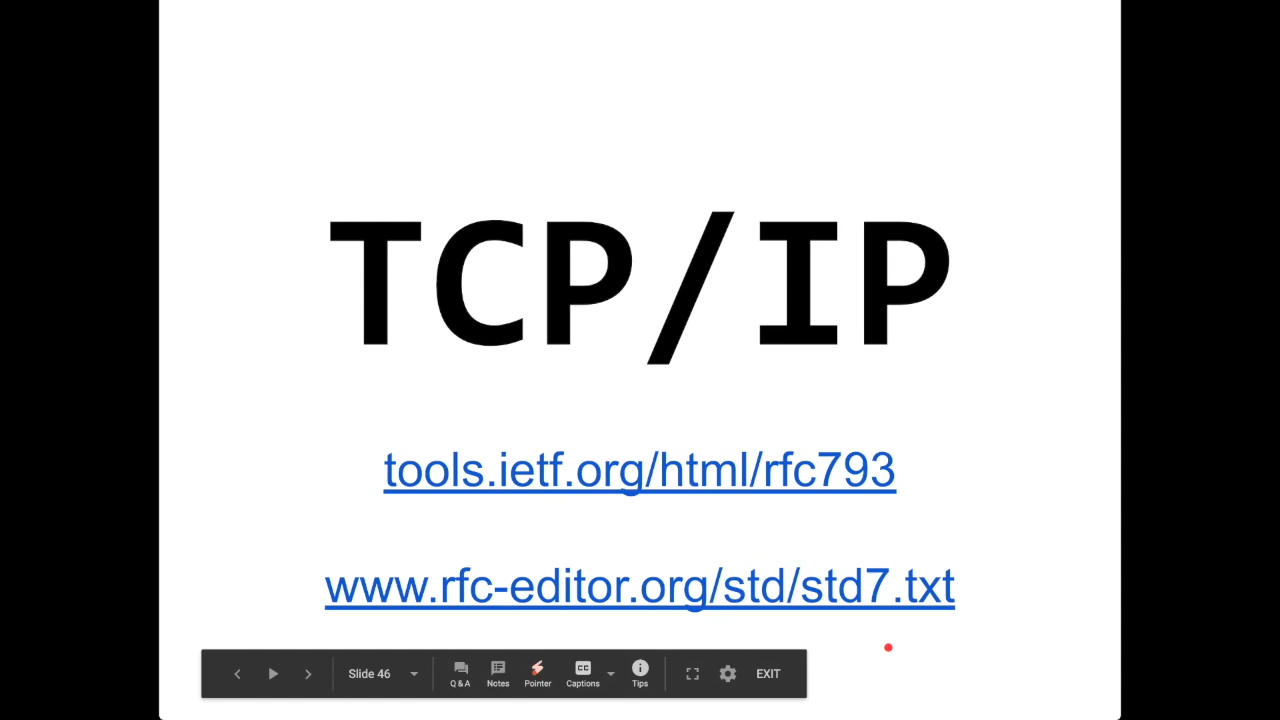 TCP/IP
tools.ietf.org/html/rfc793
www.rfc-editor.org/std/std7.txt
Slide 46
Q & A
Notes
Pointer
CC
Captions
Tips
EXIT